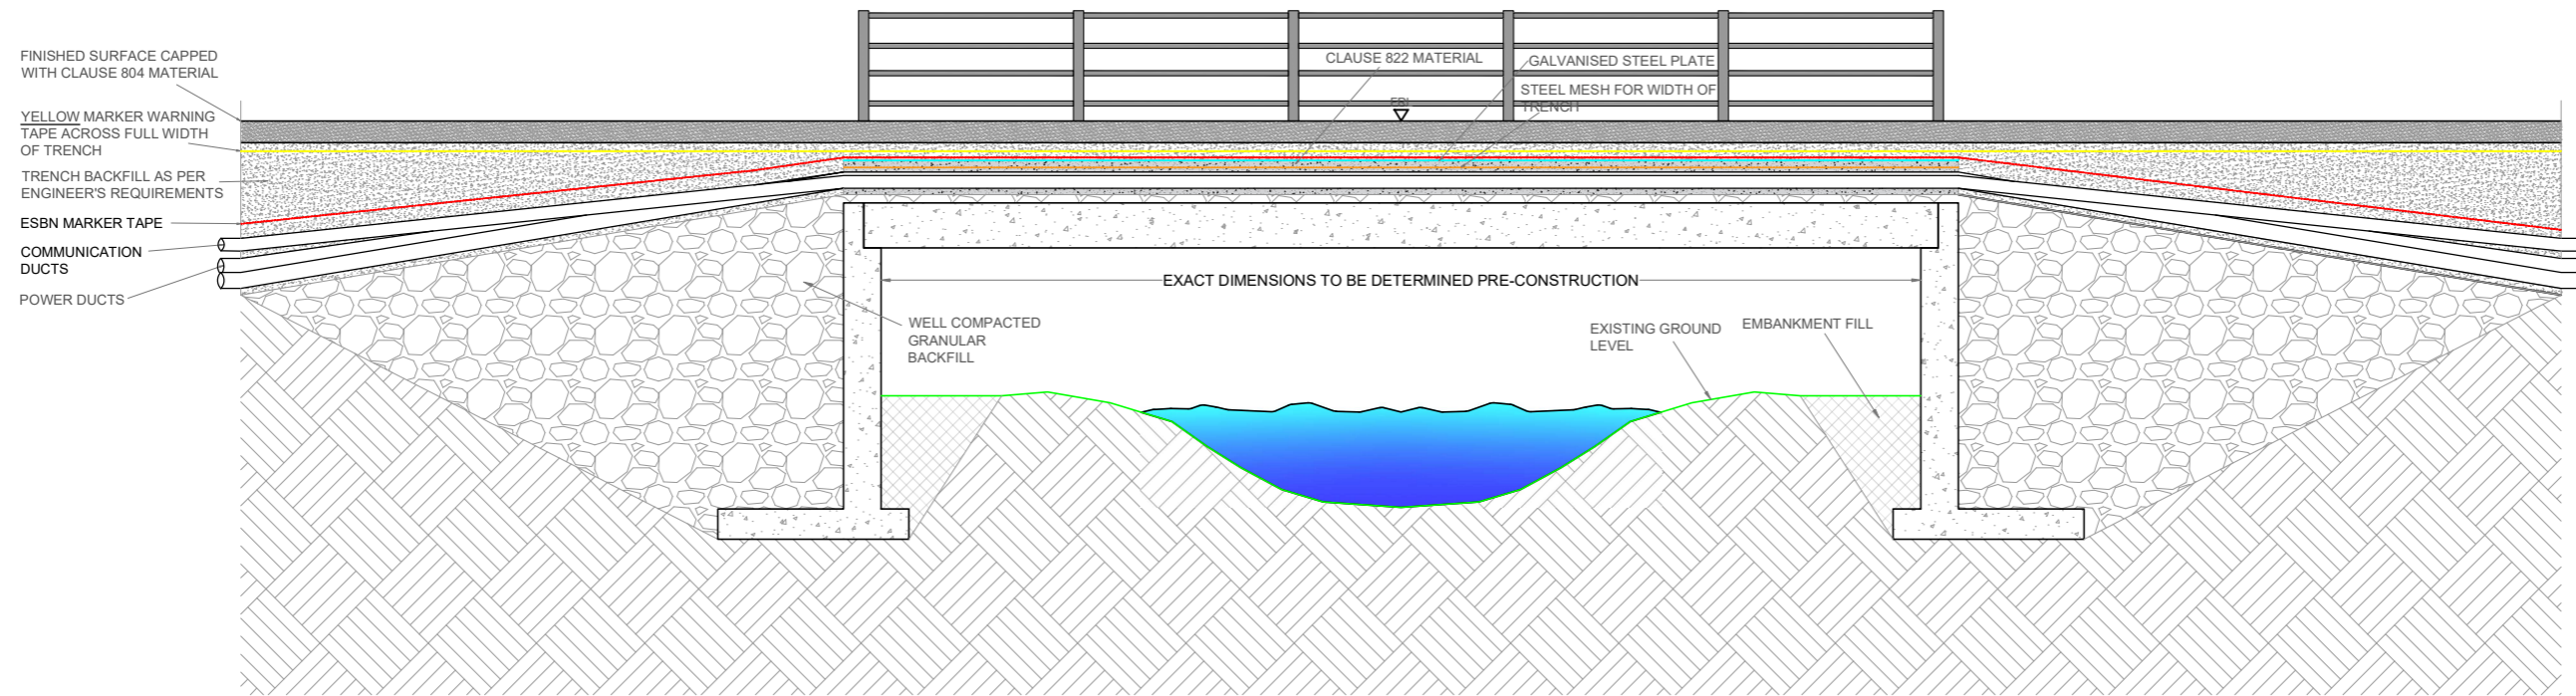 FINISHED SURFACE CAPPED
WITH CLAUSE 804 MATERIAL
YELLOW MARKER WARNING
TAPE ACROSS FULL WIDTH
OF TRENCH
TRENCH BACKFILL AS PER
ENGINEER'S REQUIREMENTS
ESBN MARKER TAPE
COMMUNICATION
DUCTS
POWER DUCTS
CLAUSE 822 MATERIAL
FRL
GALVANISED STEEL PLATE
STEEL MESH FOR WIDTH OF
TRENCH
EXACT DIMENSIONS TO BE DETERMINED PRE-CONSTRUCTION
WELL COMPACTED
GRANULAR
BACKFILL
EXISTING GROUND
LEVEL
EMBANKMENT FILL